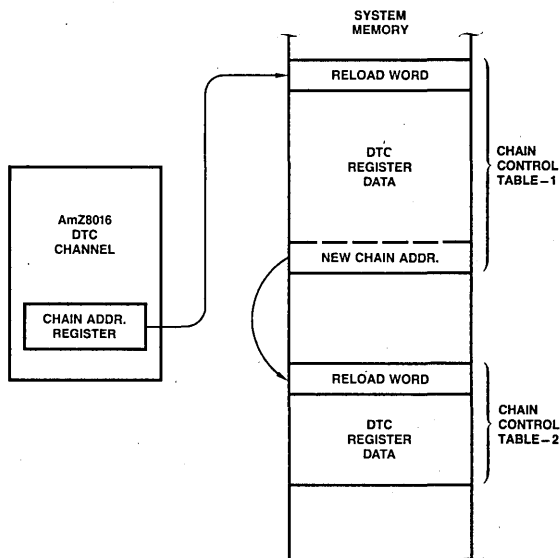 SYSTEM
MEMORY
RELOAD WORD
DTC
REGISTER
DATA
CHAIN
CONTROL
TABLE–1
AmZ8016
DTC
CHANNEL
NEW CHAIN ADDR.
CHAIN ADDR.
REGISTER
RELOAD WORD
DTC
REGISTER
DATA
CHAIN
CONTROL
TABLE–2